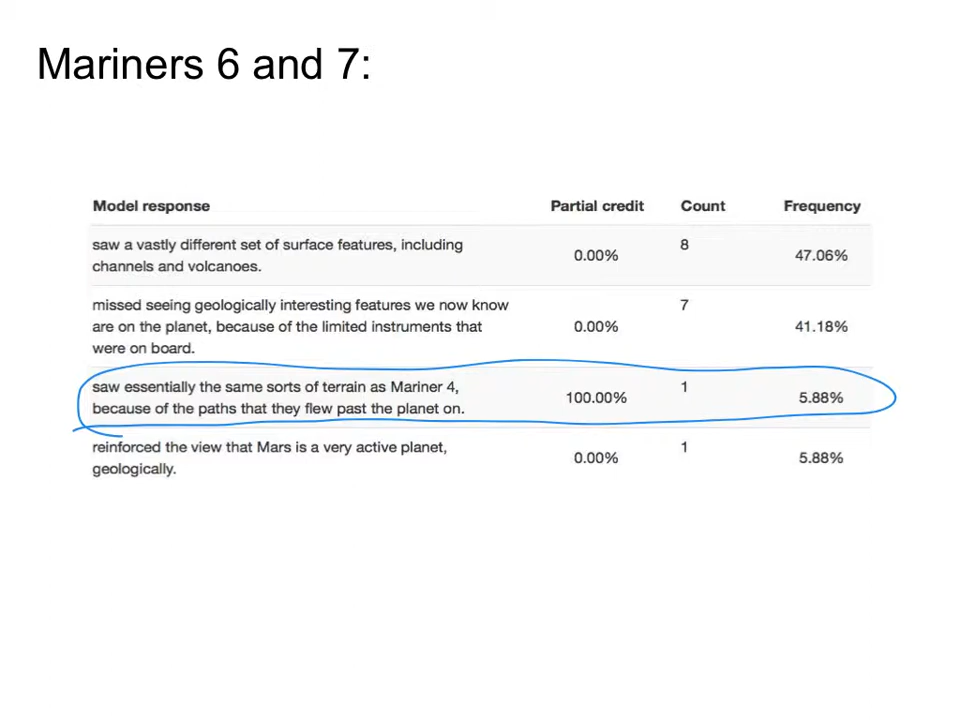 Mariners 6 and 7:
Model response Partial credit Count Frequency
saw a vastly different set of surface features, including
channels and volcanoes.
0.00% 8 47.06%
missed seeing geologically interesting features we now know
are on the planet, because of the limited instruments that
were on board.
0.00% 7 41.18%
saw essentially the same sorts of terrain as Mariner 4,
because of the paths that they flew past the planet on.
100.00% 1 5.88%
reinforced the view that Mars is a very active planet,
geologically.
0.00% 1 5.88%